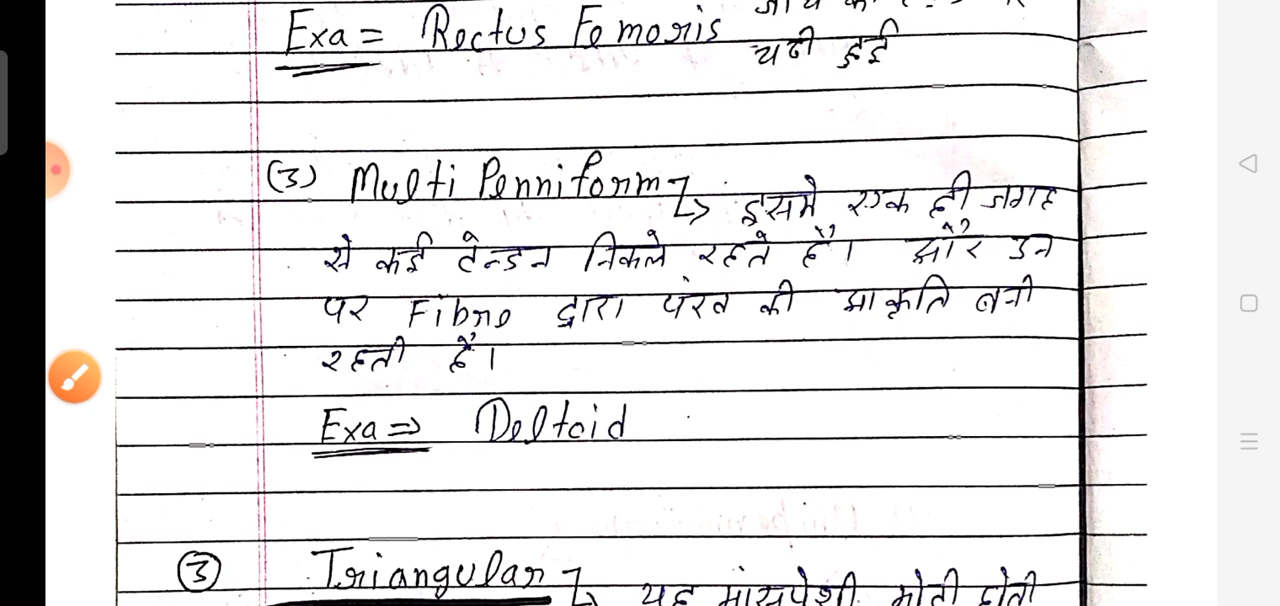 Exa = Rectus Femoris
चढी हुई
(3) Multi Penniform → इसमे एक ही जगह
से कई टेन्डन निकले रहते हैं। और उन
पर Fibre द्वारा पंख की आकृति बनी
रहती है।
Exa ⇒ Deltoid
③ Triangular → यह मांसपेशी मोटी होती